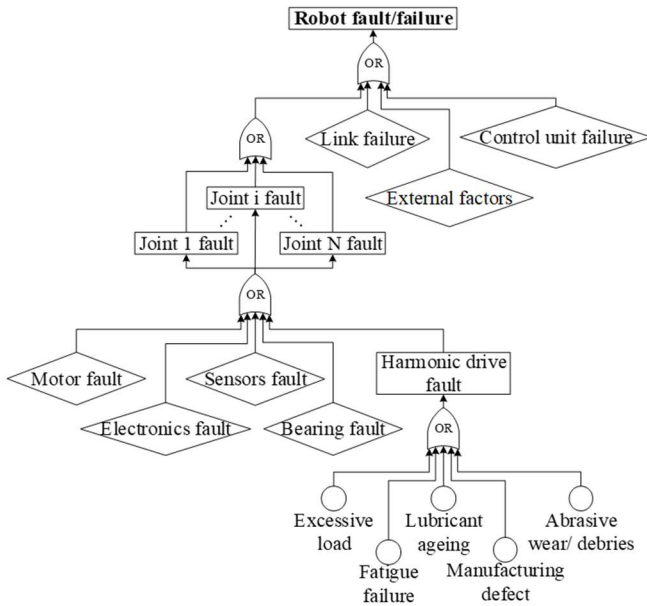 Robot fault/failure
OR
OR
Link failure
Control unit failure
Joint i fault
External factors
Joint 1 fault
Joint N fault
OR
Motor fault
Sensors fault
Harmonic drive
fault
Electronics fault
Bearing fault
OR
Excessive
load
Lubricant
ageing
Abrasive
wear/ debries
Fatigue
failure
Manufacturing
defect